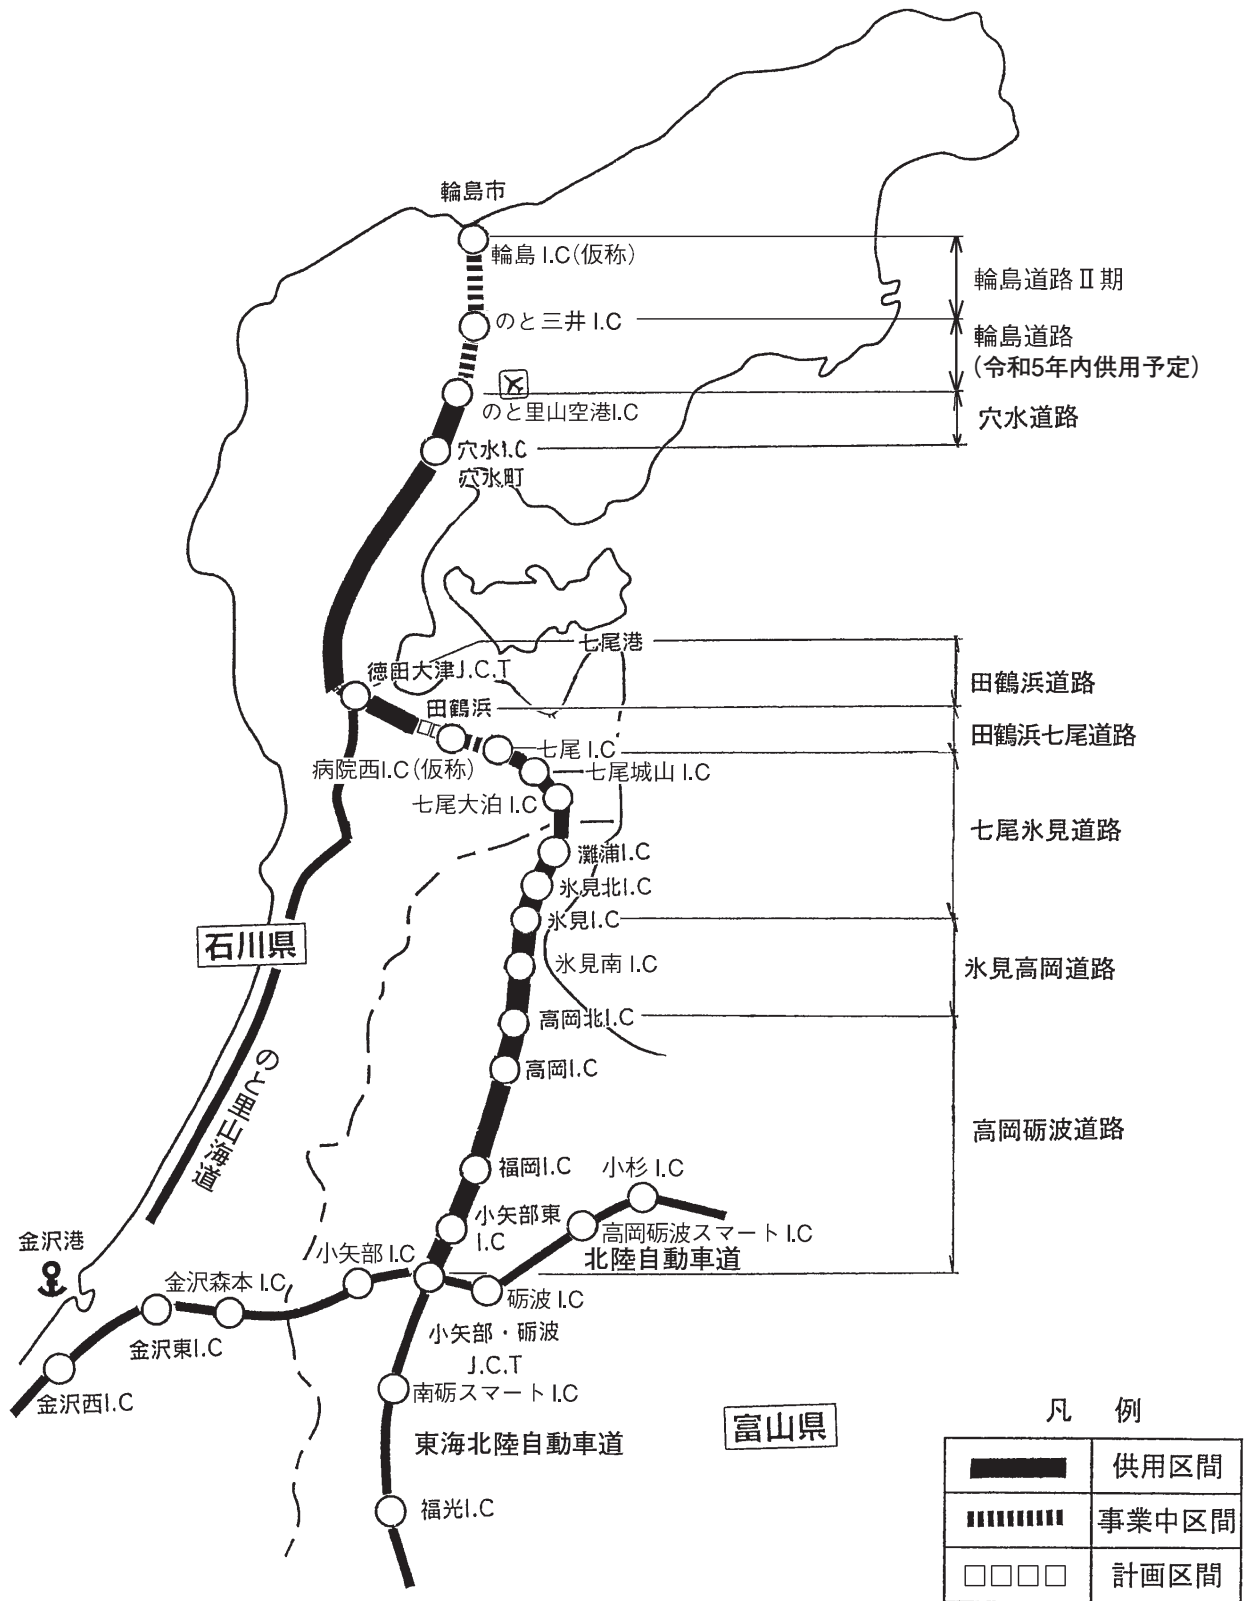 輪島市
輪島 I.C(仮称)
輪島道路Ⅱ期
のと三井 I.C
輪島道路
(令和5年内供用予定)
のと里山空港I.C
穴水道路
穴水I.C
穴水町
七尾港
徳田大津J.C.T
田鶴浜道路
田鶴浜
田鶴浜七尾道路
七尾 I.C
病院西I.C(仮称)
七尾城山 I.C
七尾大泊 I.C
七尾氷見道路
灘浦I.C
氷見北I.C
氷見I.C
石川県
氷見南 I.C
氷見高岡道路
高岡北I.C
高岡I.C
のと里山海道
高岡砺波道路
福岡I.C
小杉 I.C
小矢部東
I.C
高岡砺波スマート I.C
金沢港
小矢部 I.C
北陸自動車道
金沢森本 I.C
砺波 I.C
金沢東I.C
小矢部・砺波
J.C.T
南砺スマート I.C
金沢西I.C
富山県
東海北陸自動車道
福光I.C
凡 例
供用区間
事業中区間
計画区間